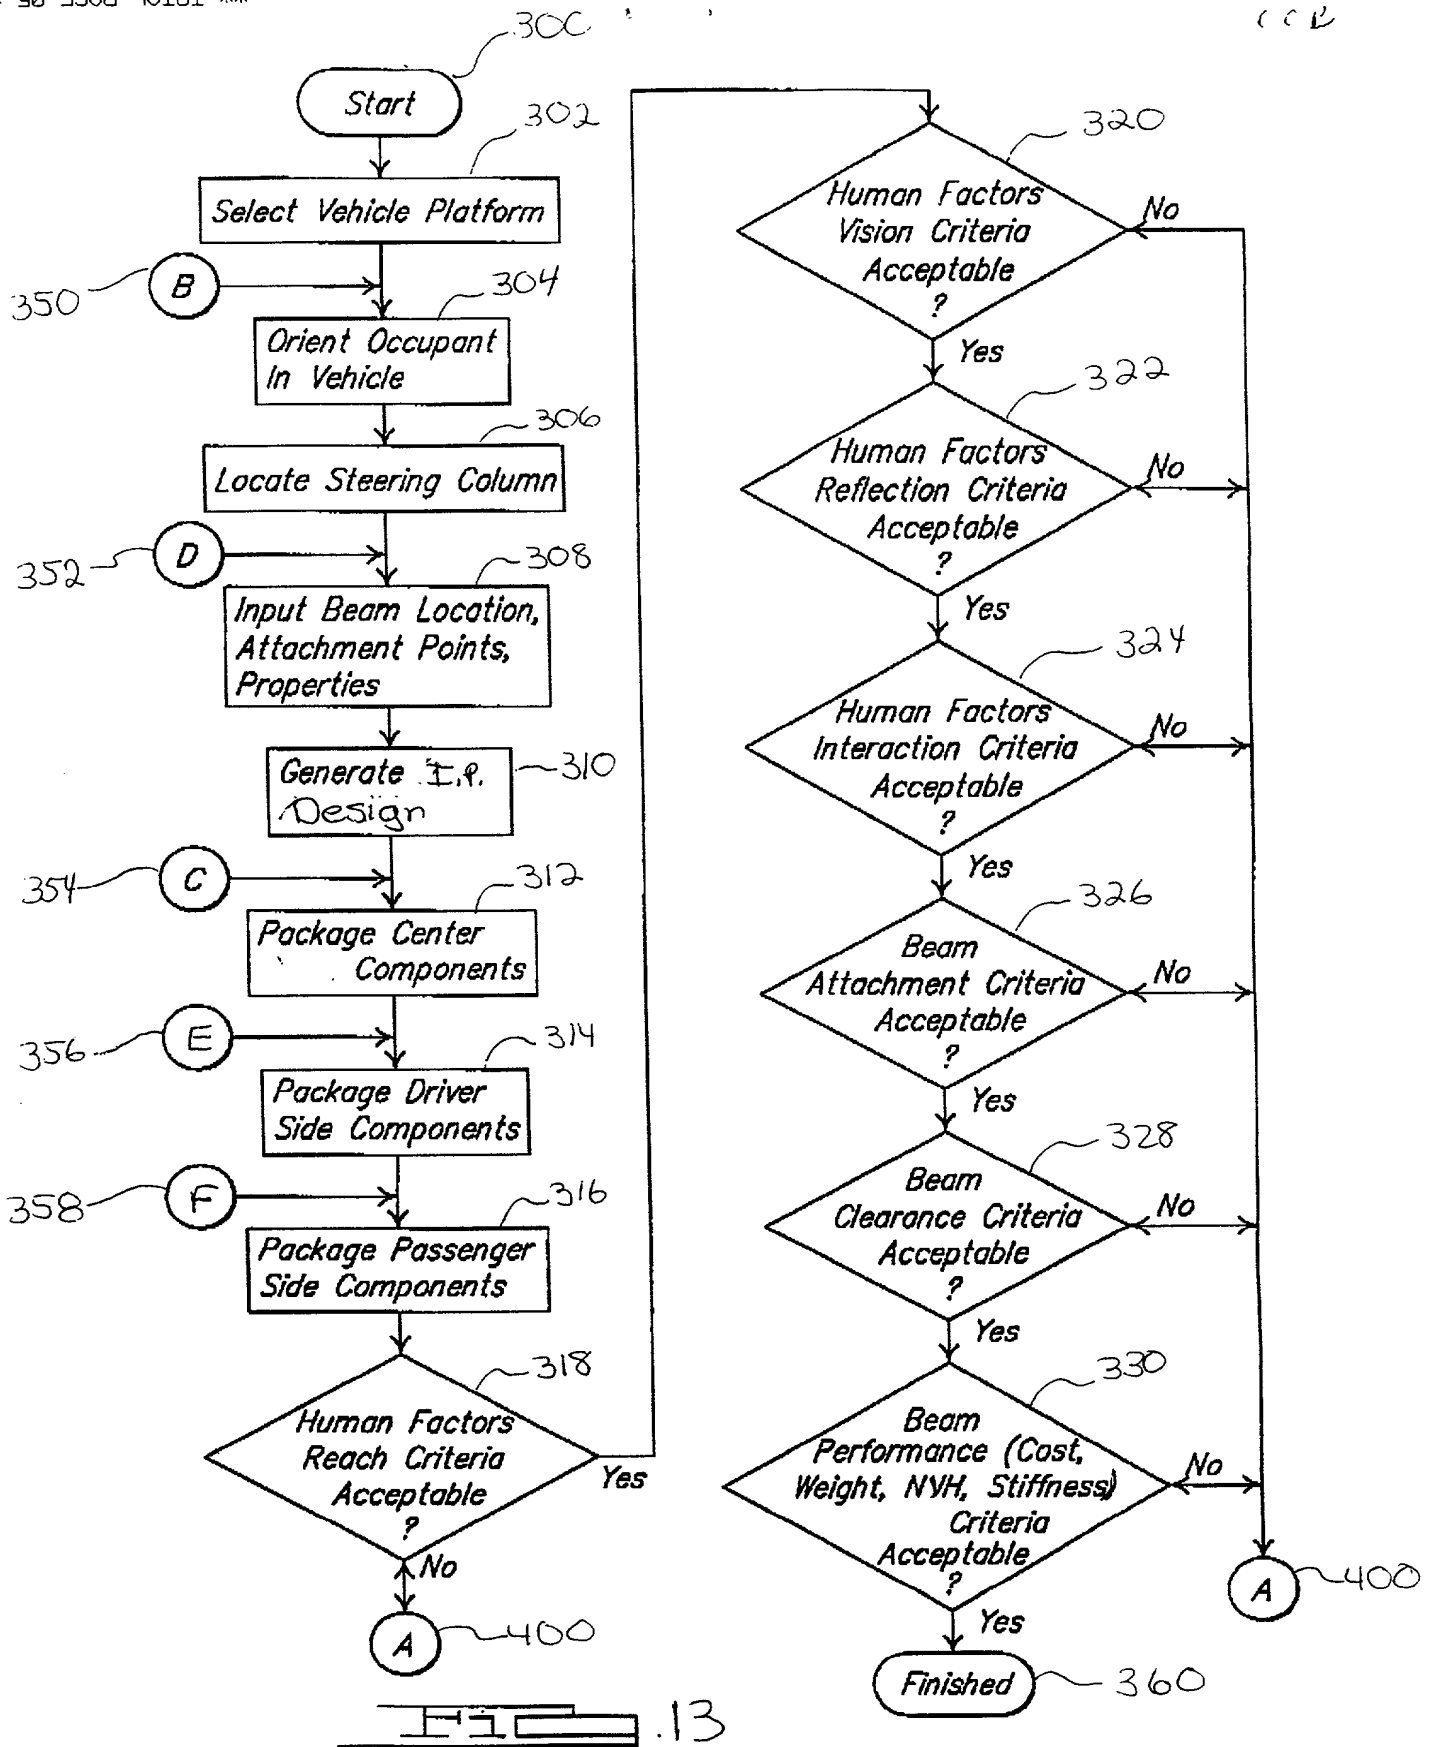 300
Start
302
Select Vehicle Platform
350
B
304
Orient Occupant
In Vehicle
306
Locate Steering Column
352
D
308
Input Beam Location,
Attachment Points,
Properties
Generate I.P.
Design
310
354
C
312
Package Center
Components
356
E
314
Package Driver
Side Components
358
F
316
Package Passenger
Side Components
318
Human Factors
Reach Criteria
Acceptable
?
Yes
No
A
400
320
Human Factors
Vision Criteria
Acceptable
?
No
Yes
322
Human Factors
Reflection Criteria
Acceptable
?
No
Yes
324
Human Factors
Interaction Criteria
Acceptable
?
No
Yes
326
Beam
Attachment Criteria
Acceptable
?
No
Yes
328
Beam
Clearance Criteria
Acceptable
?
No
Yes
330
Beam
Performance (Cost,
Weight, NVH, Stiffness)
Criteria
Acceptable
?
No
A
400
Yes
Finished
360
.13